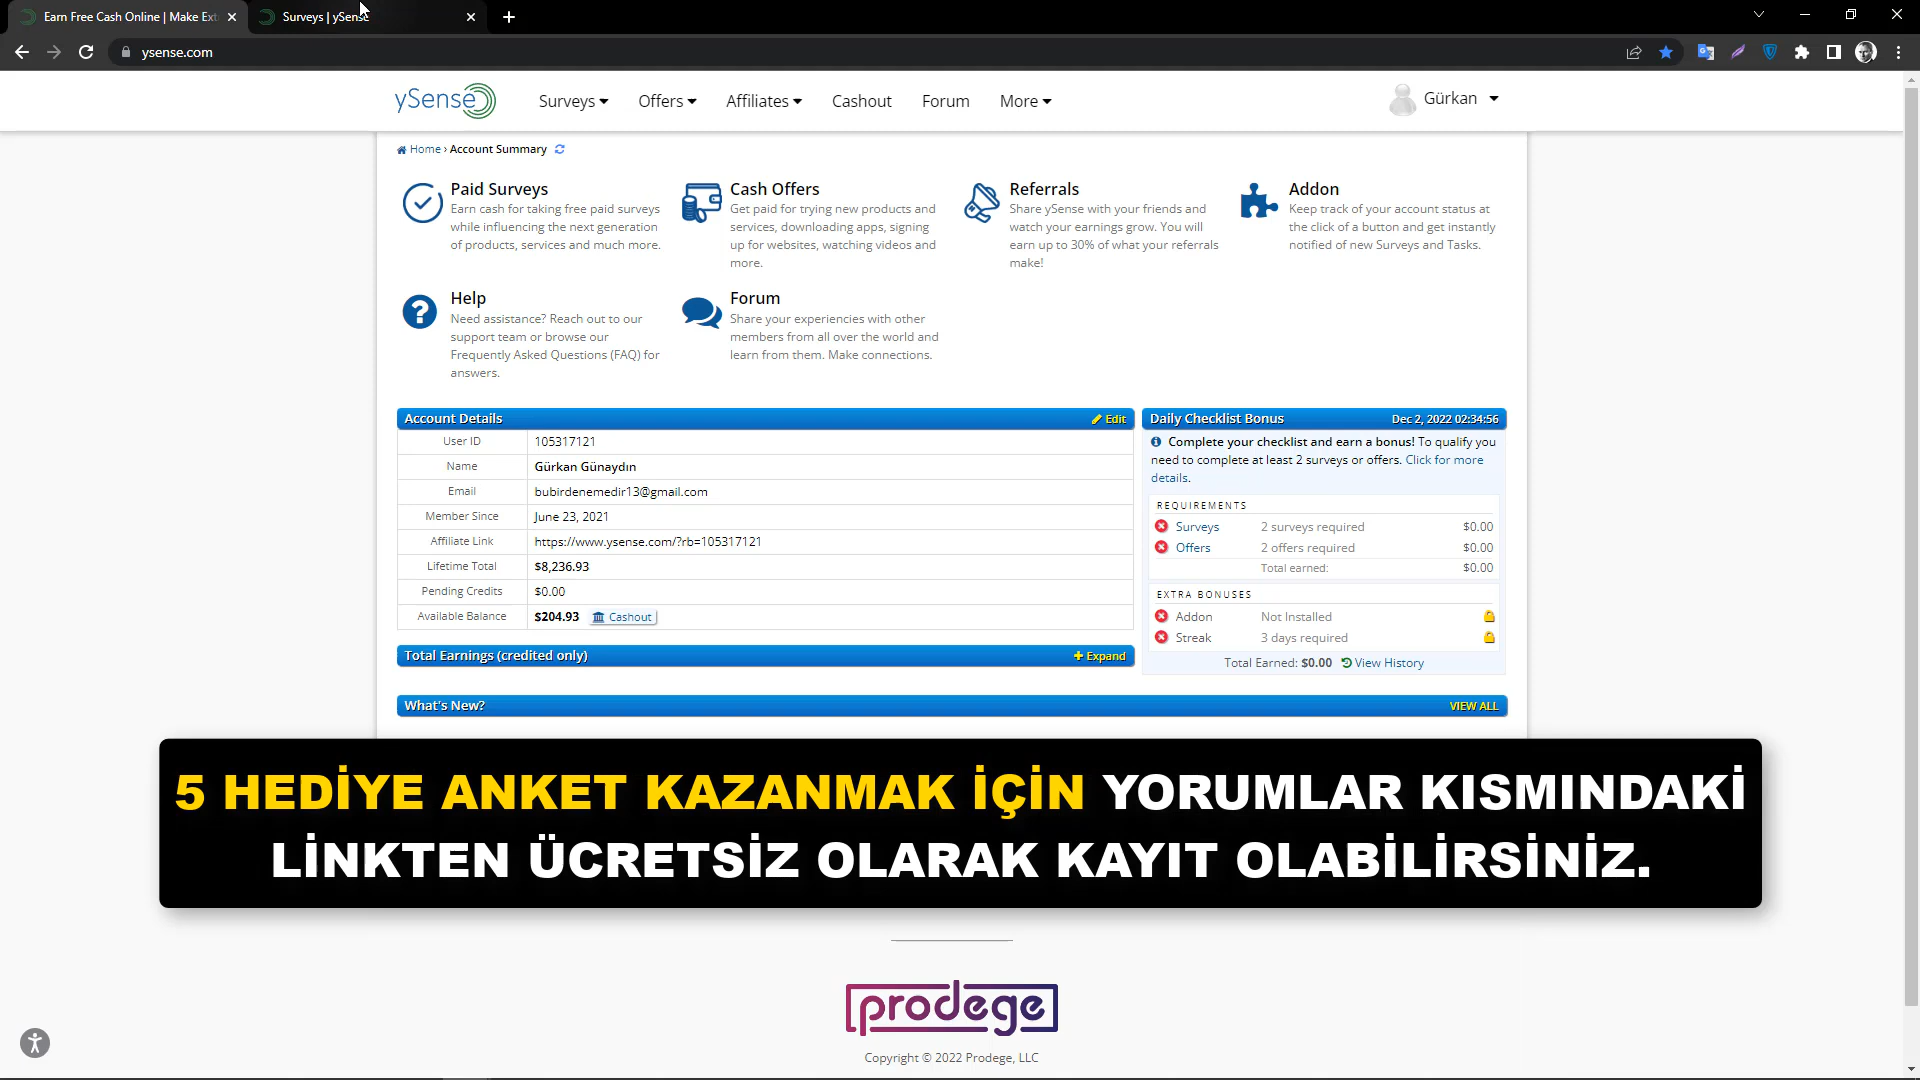 Earn Free Cash Online | Make Ext
Surveys | ySense
ysense.com
ySense
Surveys
Offers
Affiliates
Cashout
Forum
More
Gürkan
Home › Account Summary
Paid Surveys
Earn cash for taking free paid surveys
while influencing the next generation
of products, services and much more.
Cash Offers
Get paid for trying new products and
services, downloading apps, signing
up for websites, watching videos and
more.
Referrals
Share ySense with your friends and
watch your earnings grow. You will
earn up to 30% of what your referrals
make!
Addon
Keep track of your account status at
the click of a button and get instantly
notified of new Surveys and Tasks.
Help
Need assistance? Reach out to our
support team or browse our
Frequently Asked Questions (FAQ) for
answers.
Forum
Share your experiences with other
members from all over the world and
learn from them. Make connections.
Account Details Edit
User ID 105317121
Name Gürkan Günaydın
Email bubirdenemedir13@gmail.com
Member Since June 23, 2021
Affiliate Link https://www.ysense.com/?rb=105317121
Lifetime Total $8,236.93
Pending Credits $0.00
Available Balance $204.93 Cashout
Total Earnings (credited only) Expand
Daily Checklist Bonus Dec 2, 2022 02:34:56
Complete your checklist and earn a bonus! To qualify you
need to complete at least 2 surveys or offers. Click for more
details.
REQUIREMENTS
Surveys 2 surveys required $0.00
Offers 2 offers required $0.00
Total earned: $0.00
EXTRA BONUSES
Addon Not Installed
Streak 3 days required
Total Earned: $0.00 View History
What's New? VIEW ALL
5 HEDİYE ANKET KAZANMAK İÇİN YORUMLAR KISMINDAKİ
LİNKTEN ÜCRETSİZ OLARAK KAYIT OLABİLİRSİNİZ.
prodege
Copyright © 2022 Prodege, LLC